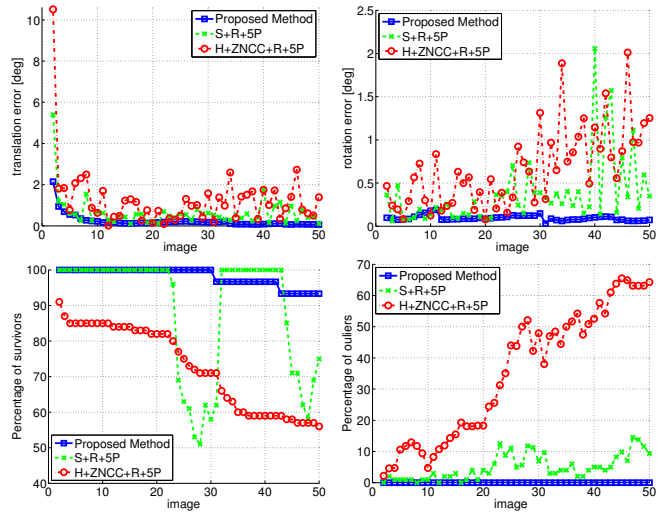 Proposed Method
S+R+5P
H+ZNCC+R+5P
translation error [deg]
10
8
6
4
2
0
0 10 20 30 40 50
image
Proposed Method
S+R+5P
H+ZNCC+R+5P
rotation error [deg]
2.5
2
1.5
1
0.5
0
0 10 20 30 40 50
image
Percentage of survivors
100
90
80
70
60
50
40
Proposed Method
S+R+5P
H+ZNCC+R+5P
0 10 20 30 40 50
image
Percentage of oulliers
70
60
50
40
30
20
10
0
Proposed Method
S+R+5P
H+ZNCC+R+5P
0 10 20 30 40 50
image